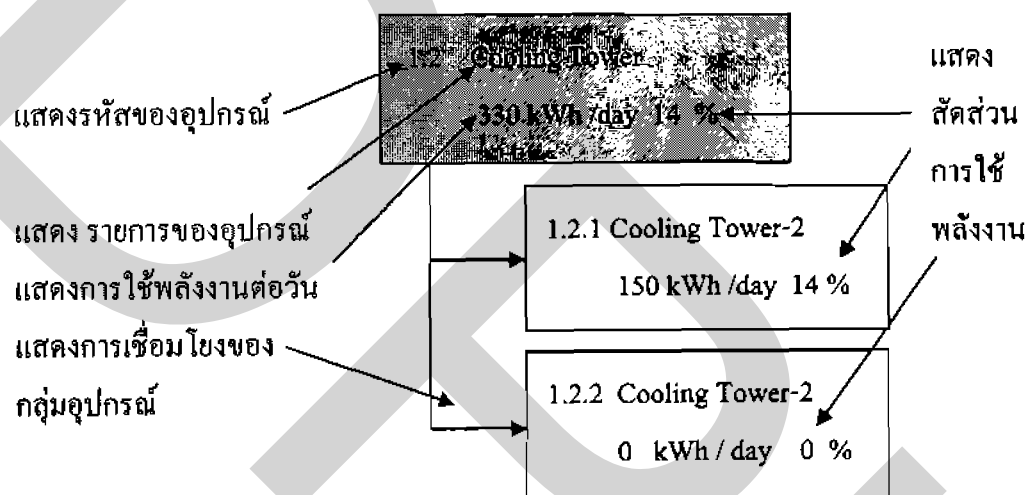 1.2 Cooling Tower
330 kWh /day 14 %
แสดงรหัสของอุปกรณ์
แสดง รายการของอุปกรณ์
แสดงการใช้พลังงานต่อวัน
แสดงการเชื่อมโยงของ
กลุ่มอุปกรณ์
แสดง
สัดส่วน
การใช้
พลังงาน
1.2.1 Cooling Tower-2
150 kWh /day 14 %
1.2.2 Cooling Tower-2
0 kWh / day 0 %